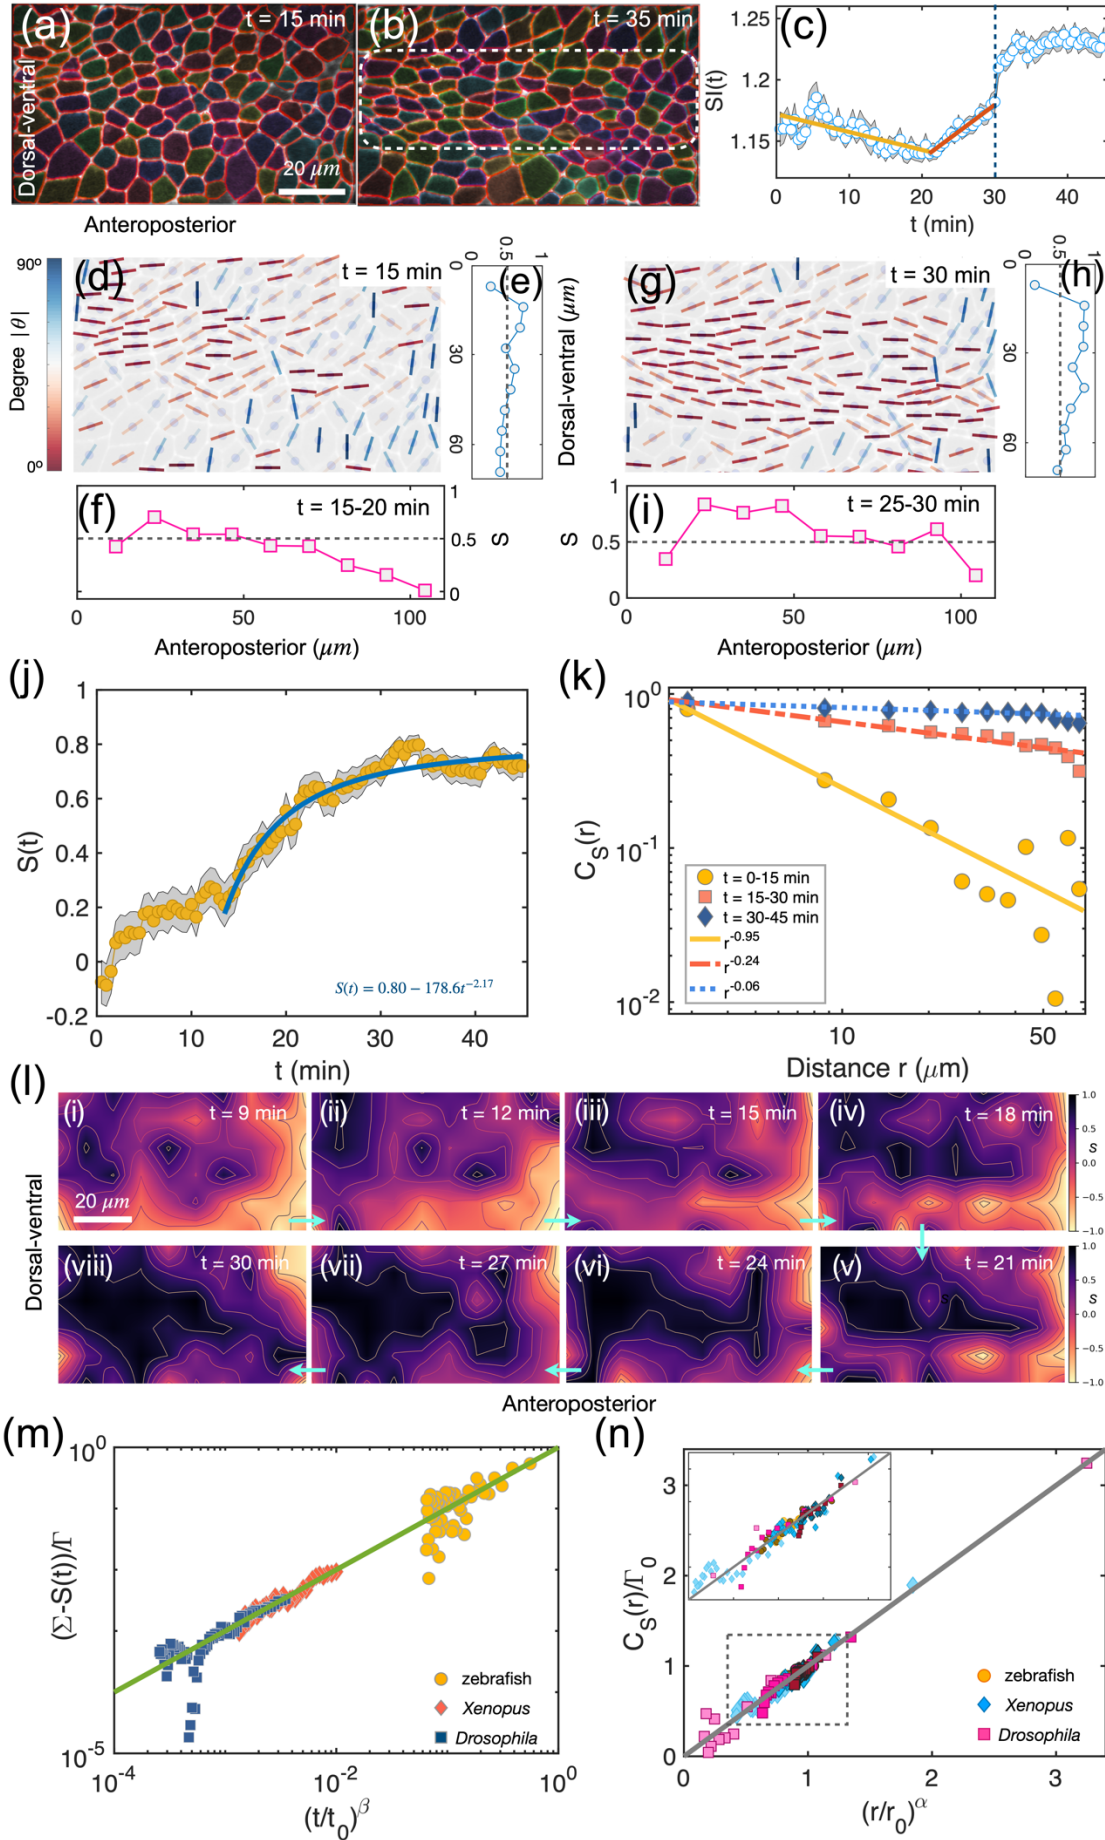 (a)
t = 15 min
Dorsal-ventral
20 μm
Anteroposterior
(b)
t = 35 min
(c)
SI(t)
1.25
1.2
1.15
0 10 20 30 40
t (min)
(d)
t = 15 min
90º
Degree |θ|
0º
(e)
0.5 1
0
30
60
(f)
t = 15-20 min
1
0.5
0
S
0 50 100
Anteroposterior (μm)
Dorsal-ventral (μm)
(g)
t = 30 min
(h)
0.5 1
0
30
60
(i)
t = 25-30 min
S
1
0.5
0
0 50 100
Anteroposterior (μm)
(j)
S(t)
1
0.8
0.6
0.4
0.2
0
-0.2
S(t) = 0.80 − 178.6t^-2.17
0 10 20 30 40
t (min)
(k)
C_S(r)
10^0
10^-1
10^-2
t = 0-15 min
t = 15-30 min
t = 30-45 min
r^-0.95
r^-0.24
r^-0.06
10 50
Distance r (μm)
(l)
Dorsal-ventral
(i) t = 9 min
20 μm
(ii) t = 12 min
(iii) t = 15 min
(iv) t = 18 min
1.0
0.5
0.0
−0.5
−1.0
S
(viii) t = 30 min
(vii) t = 27 min
(vi) t = 24 min
(v) t = 21 min
S
1.0
0.5
0.0
−0.5
−1.0
S
Anteroposterior
(m)
(Σ-S(t))/Γ
10^0
10^-5
zebrafish
Xenopus
Drosophila
10^-4 10^-2 10^0
(t/t_0)^β
(n)
C_S(r)/Γ_0
3
2
1
0
zebrafish
Xenopus
Drosophila
0 1 2 3
(r/r_0)^α